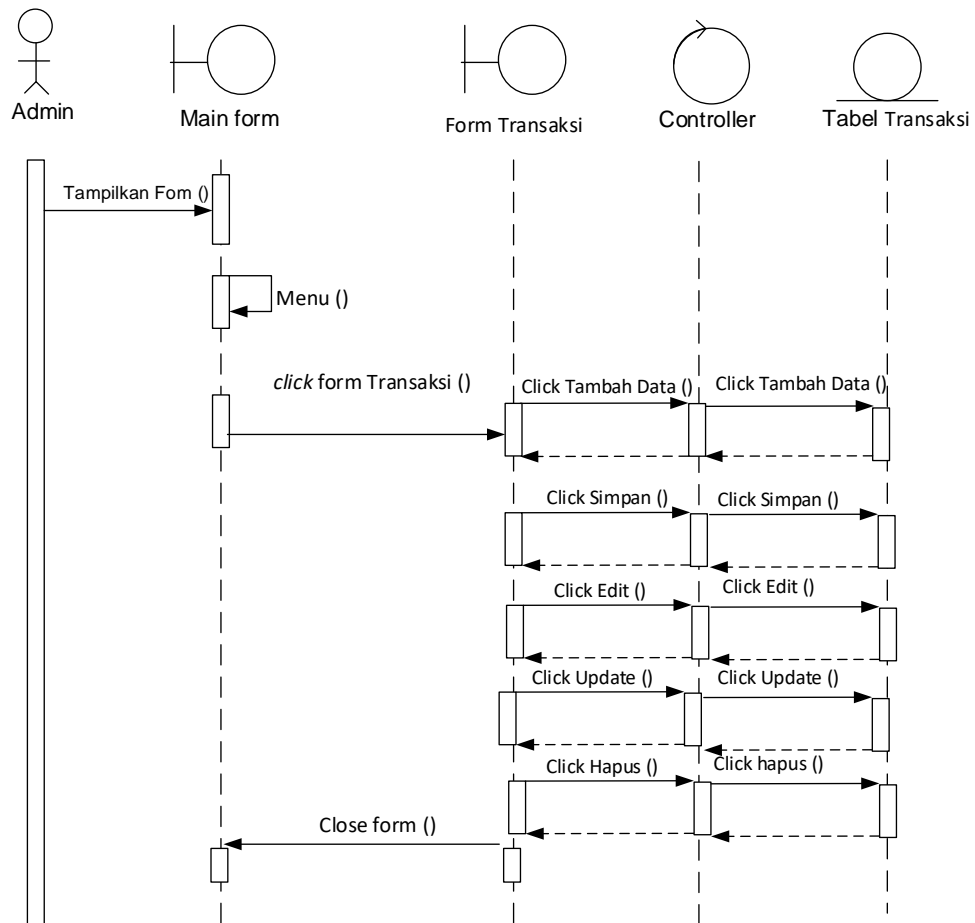 Admin
Main form
Form Transaksi
Controller
Tabel Transaksi
Tampilkan Fom ()
Menu ()
click form Transaksi ()
Click Tambah Data ()
Click Tambah Data ()
Click Simpan ()
Click Simpan ()
Click Edit ()
Click Edit ()
Click Update ()
Click Update ()
Click Hapus ()
Click hapus ()
Close form ()